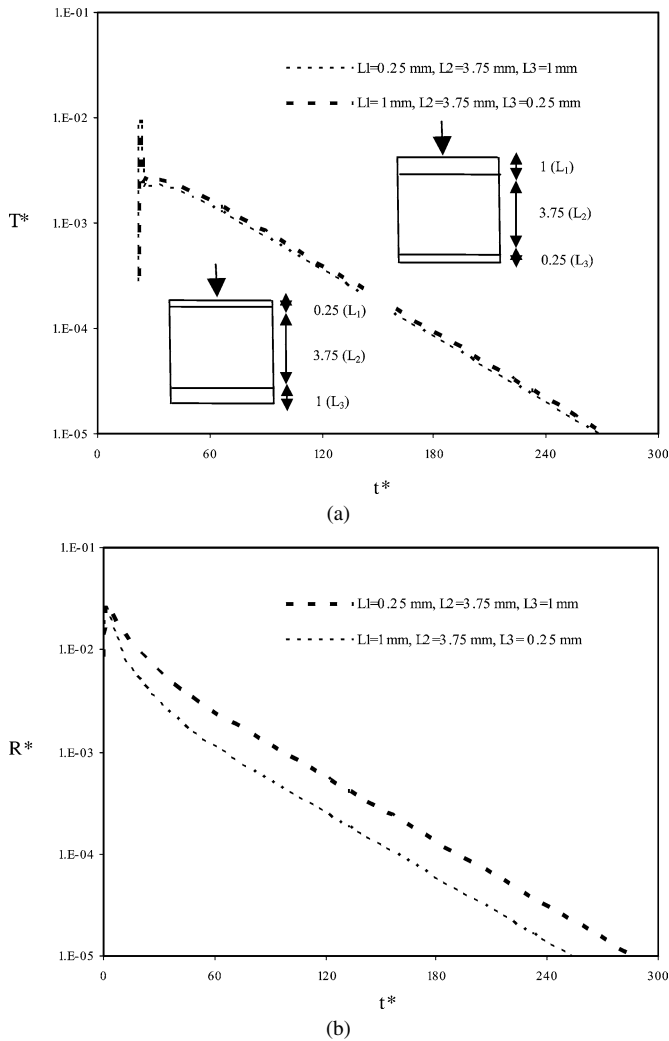 1.E-01
L1=0.25 mm, L2=3.75 mm, L3=1 mm
L1=1 mm, L2=3.75 mm, L3=0.25 mm
1.E-02
1 (L1)
T*
1.E-03
3.75 (L2)
0.25 (L3)
0.25 (L1)
1.E-04
3.75 (L2)
1 (L3)
1.E-05
0 60 120 180 240 300
t*
(a)
1.E-01
L1=0.25 mm, L2=3.75 mm, L3=1 mm
L1=1 mm, L2=3.75 mm, L3=0.25 mm
1.E-02
R*
1.E-03
1.E-04
1.E-05
0 60 120 180 240 300
t*
(b)